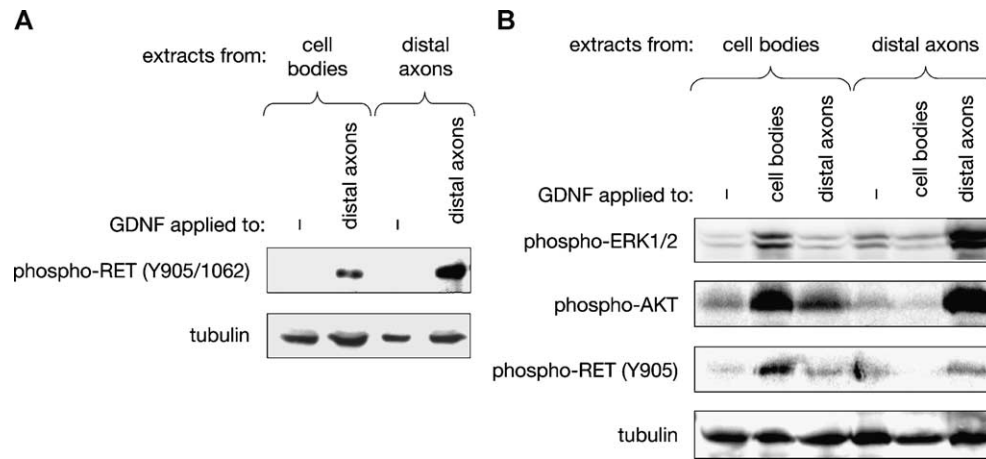 A
extracts from:
cell
bodies
distal
axons
GDNF applied to:
–
distal axons
–
distal axons
phospho-RET (Y905/1062)
tubulin
B
extracts from:
cell bodies
distal axons
GDNF applied to:
–
cell bodies
distal axons
–
cell bodies
distal axons
phospho-ERK1/2
phospho-AKT
phospho-RET (Y905)
tubulin